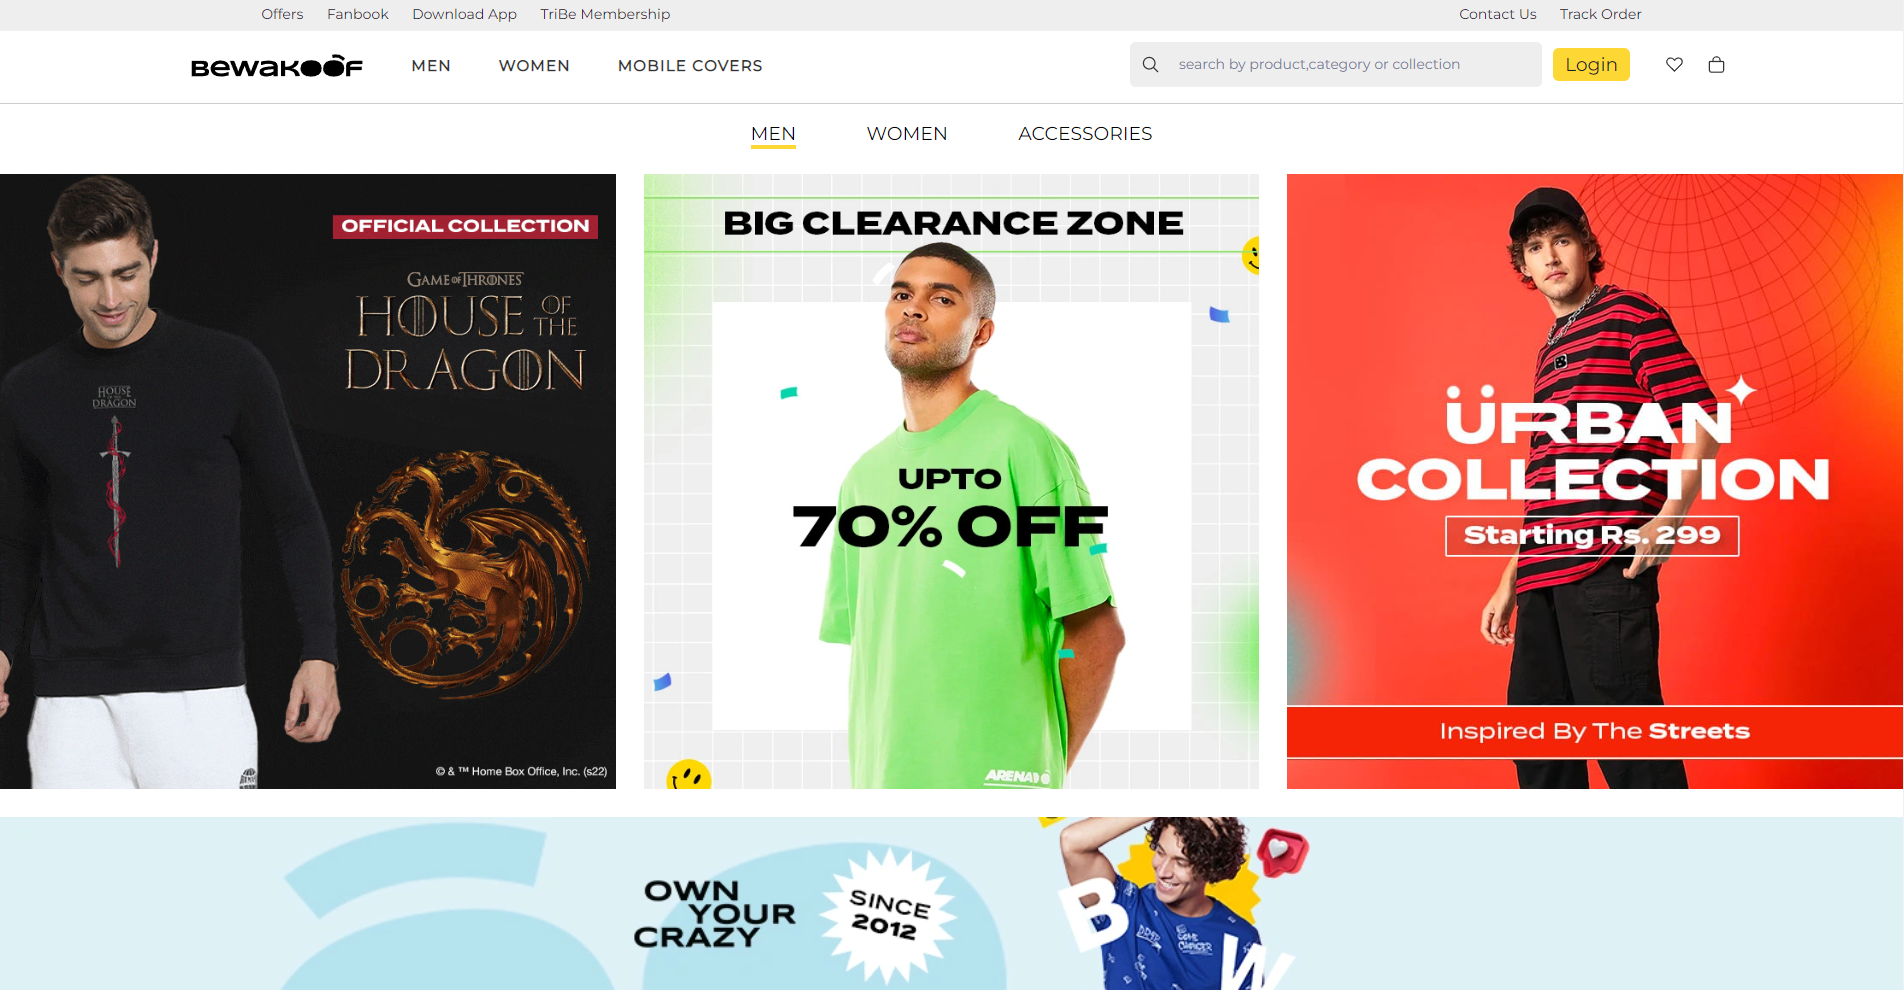 Offers Fanbook Download App TriBe Membership Contact Us Track Order
BEWAKOOF MEN WOMEN MOBILE COVERS search by product,category or collection Login
MEN WOMEN ACCESSORIES
OFFICIAL COLLECTION
GAME OF THRONES
HOUSE OF THE
DRAGON
HOUSE
DRAGON
© & ™ Home Box Office, Inc. (s22)
BIG CLEARANCE ZONE
UPTO
70% OFF
ARENA
B
ÜRBAN
COLLECTION
Starting Rs. 299
Inspired By The Streets
OWN
YOUR
CRAZY
SINCE
2012
B
W